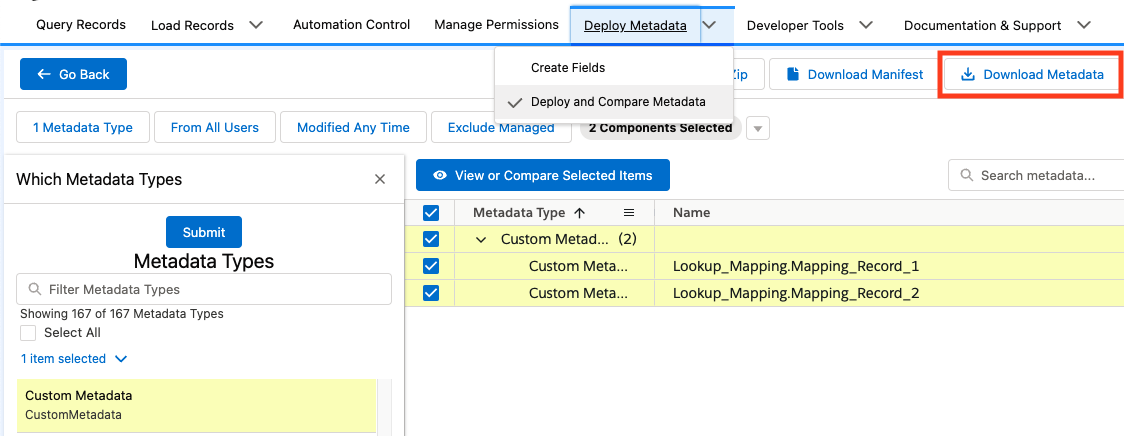 Query Records Load Records Automation Control Manage Permissions Deploy Metadata Developer Tools Documentation & Support
Create Fields
Deploy and Compare Metadata
Go Back
Zip
Download Manifest
Download Metadata
1 Metadata Type
From All Users
Modified Any Time
Exclude Managed
2 Components Selected
Which Metadata Types
Submit
Metadata Types
Filter Metadata Types
Showing 167 of 167 Metadata Types
Select All
1 item selected
Custom Metadata
CustomMetadata
View or Compare Selected Items
Search metadata...
Metadata Type Name
Custom Metad... (2)
Custom Meta... Lookup_Mapping.Mapping_Record_1
Custom Meta... Lookup_Mapping.Mapping_Record_2